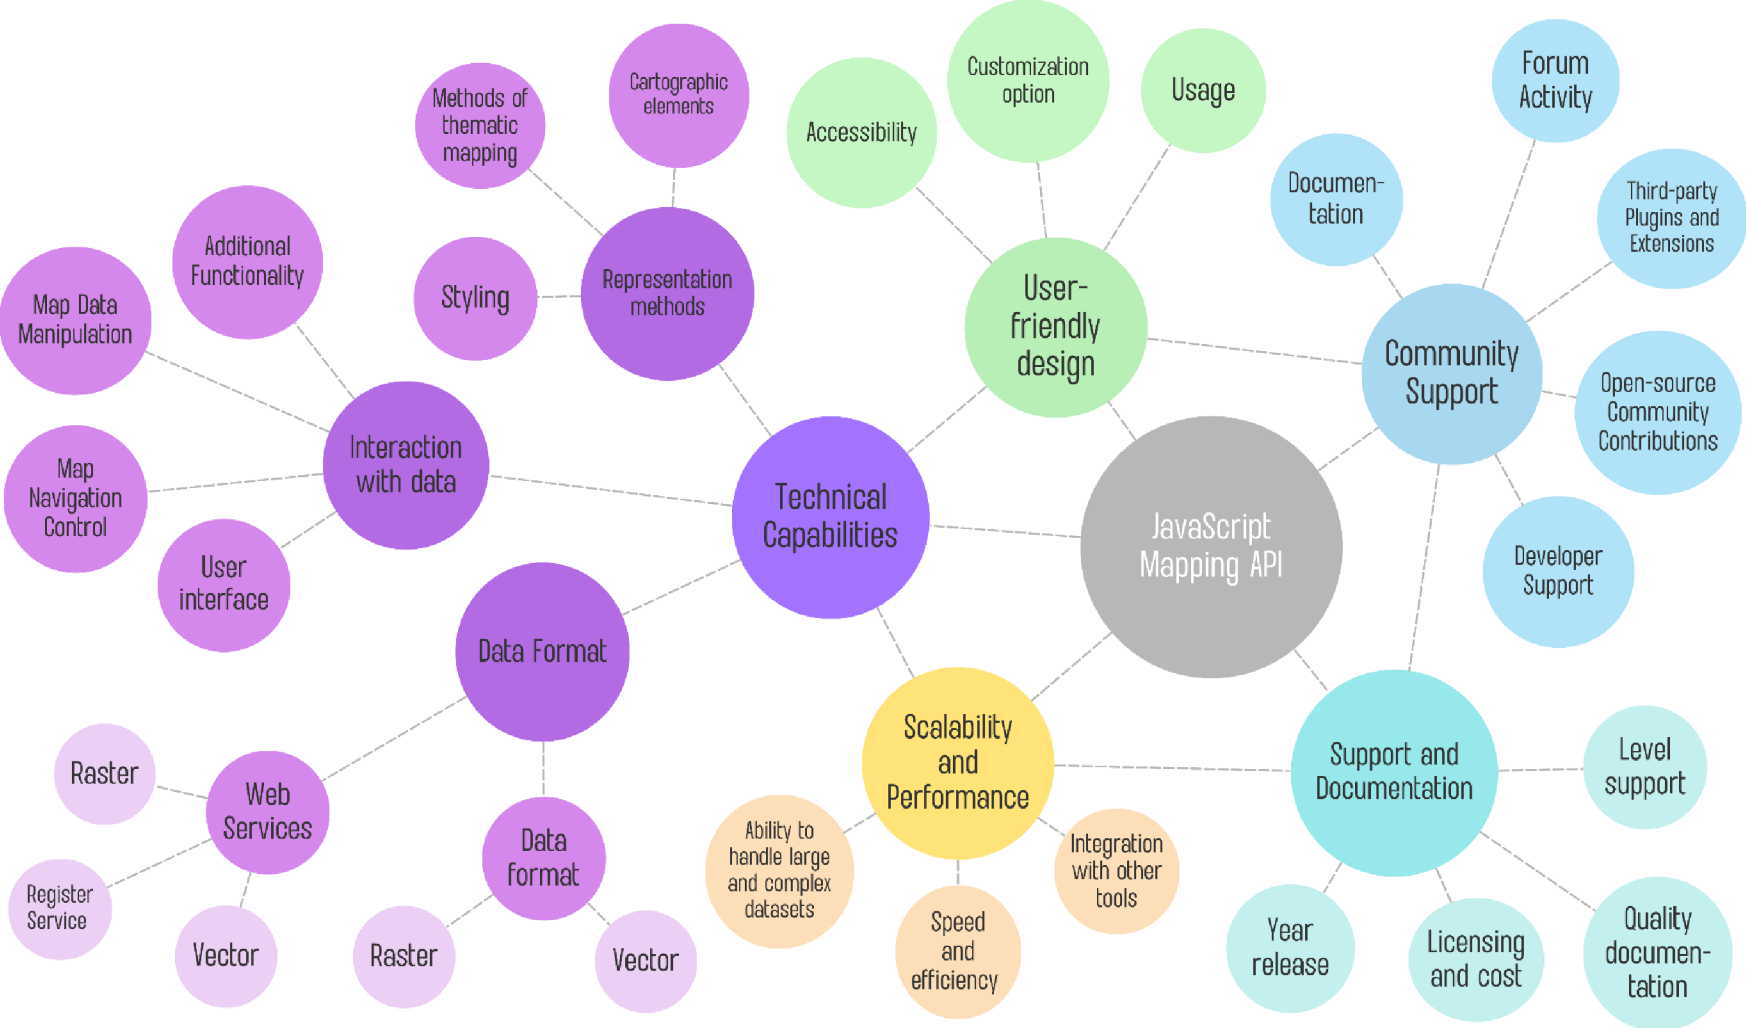 Methods of
thematic
mapping
Cartographic
elements
Accessibility
Customization
option
Usage
Forum
Activity
Documen-
tation
Third-party
Plugins and
Extensions
Additional
Functionality
Map Data
Manipulation
Styling
Representation
methods
User-
friendly
design
Community
Support
Open-source
Community
Contributions
Map
Navigation
Control
Interaction
with data
Technical
Capabilities
JavaScript
Mapping API
Developer
Support
User
interface
Data Format
Scalability
and
Performance
Support and
Documentation
Level
support
Raster
Web
Services
Register
Service
Vector
Data
format
Raster
Vector
Ability to
handle large
and complex
datasets
Speed
and
efficiency
Integration
with other
tools
Year
release
Licensing
and cost
Quality
documen-
tation